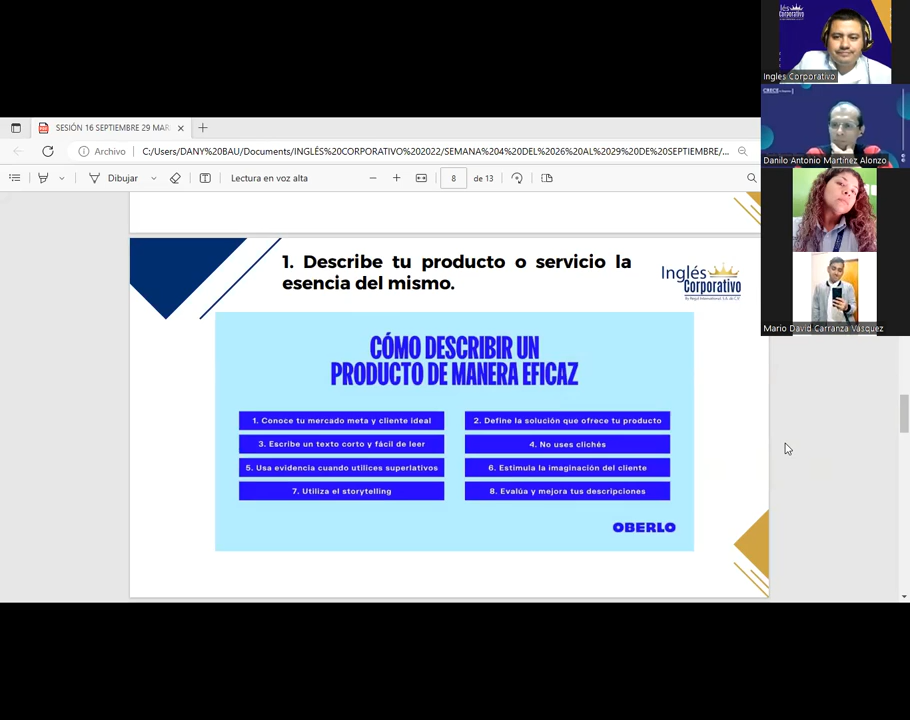 Inglés
Corporativo
Ingles Corporativo
Danilo Antonio Martínez Alonzo
Mario David Carranza Vasquez
SESIÓN 16 SEPTIEMBRE 29 MAR
Archivo
C:/Users/DANY%20BAU/Documents/INGLÉS%20CORPORATIVO%202022/SEMANA%204%20DEL%2026%20AL%2029%20DE%20SEPTIEMBRE/...
Dibujar
Lectura en voz alta
8
de 13
1. Describe tu producto o servicio la
esencia del mismo.
Inglés
Corporativo
CÓMO DESCRIBIR UN
PRODUCTO DE MANERA EFICAZ
1. Conoce tu mercado meta y cliente ideal
2. Define la solución que ofrece tu producto
3. Escribe un texto corto y fácil de leer
4. No uses clichés
5. Usa evidencia cuando utilices superlativos
6. Estimula la imaginación del cliente
7. Utiliza el storytelling
8. Evalúa y mejora tus descripciones
OBERLO